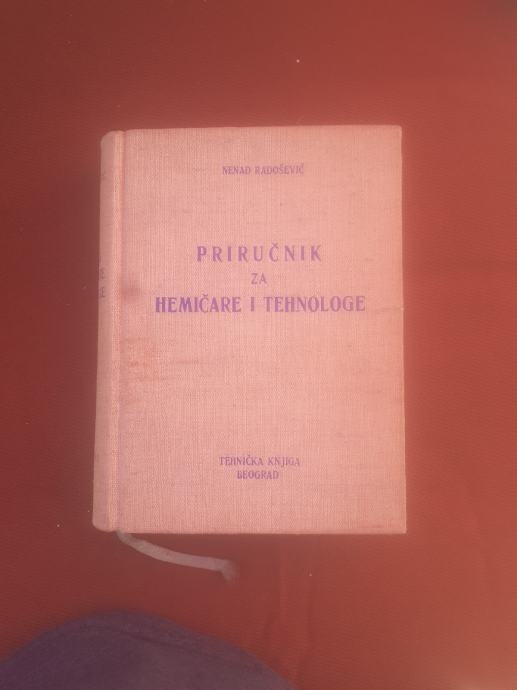 NENAD RADOŠEVIĆ
PRIRUČNIK
ZA
HEMIČARE I TEHNOLOGE
TEHNIČKA KNJIGA
BEOGRAD